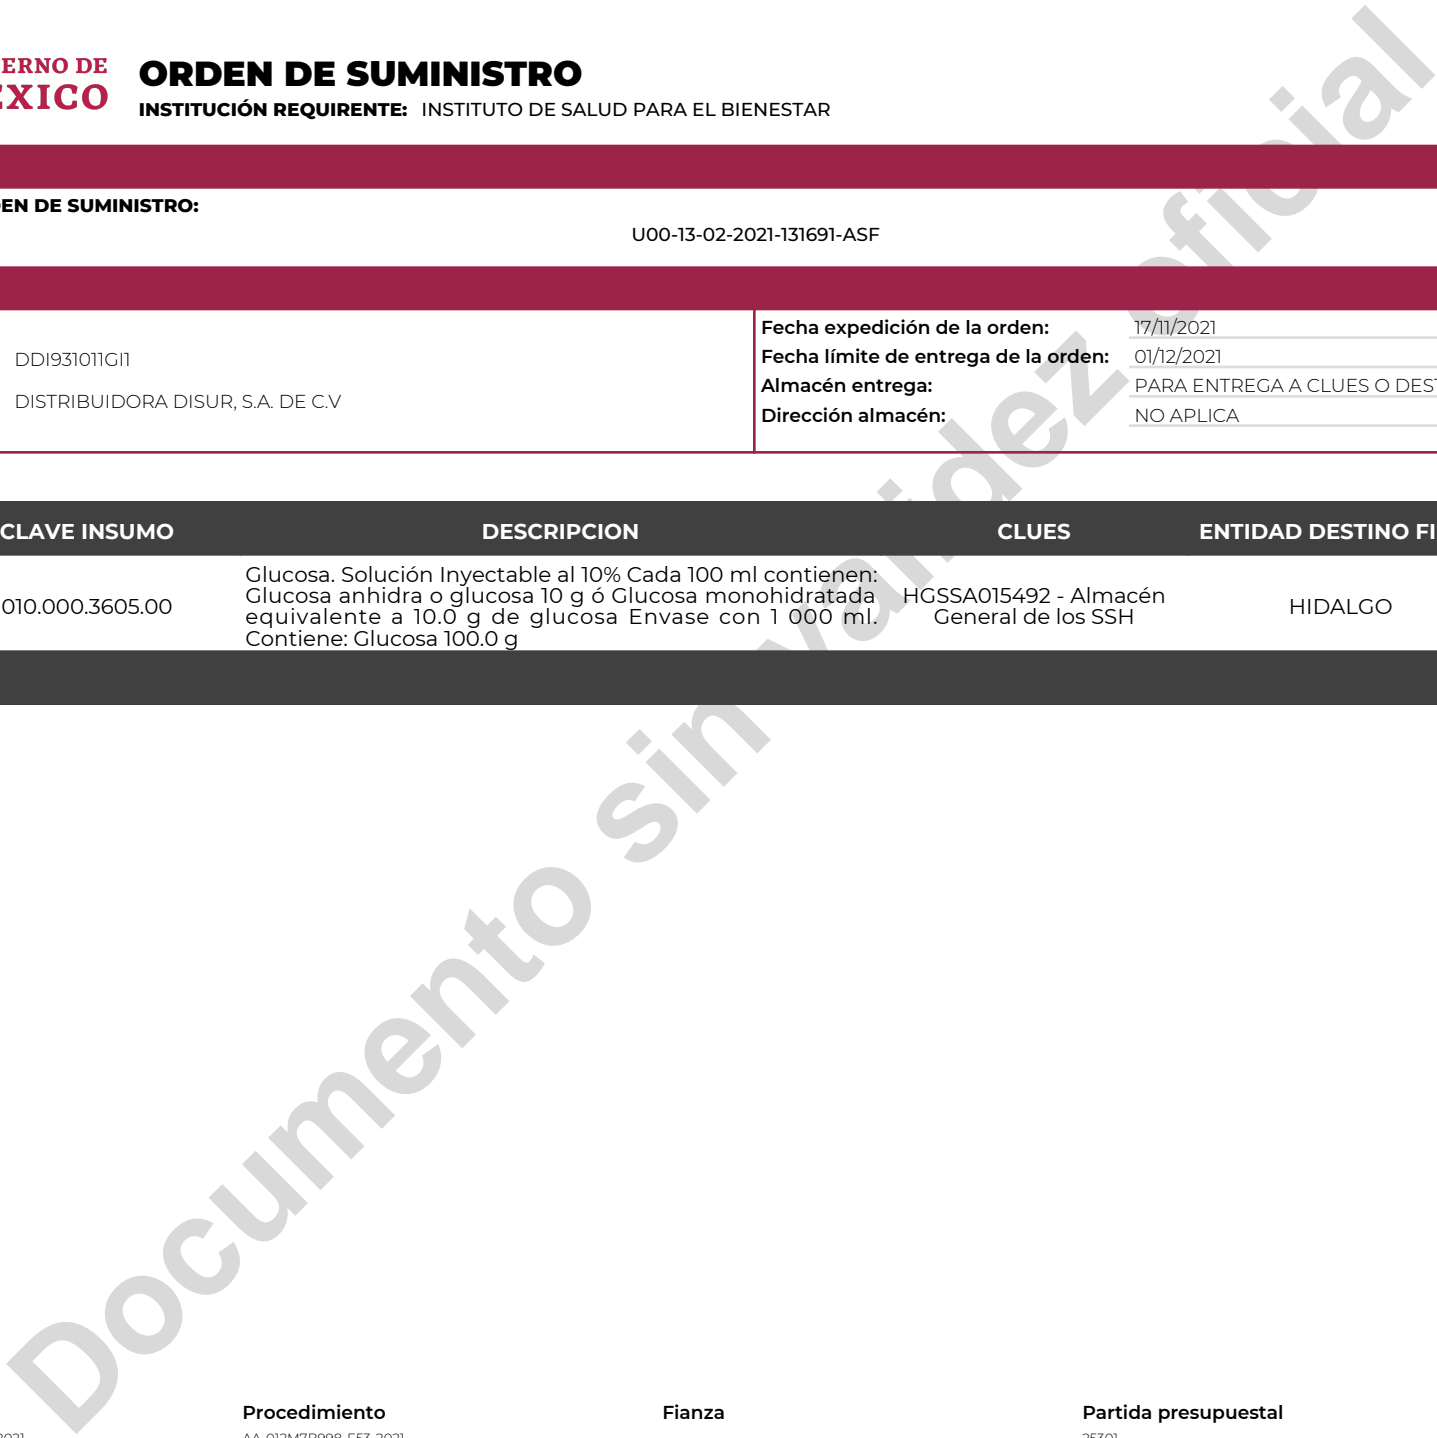 ERNO DE
ORDEN DE SUMINISTRO
XICO
INSTITUCIÓN REQUIRENTE: INSTITUTO DE SALUD PARA EL BIENESTAR
EN DE SUMINISTRO:
U00-13-02-2021-131691-ASF
Fecha expedición de la orden: 17/11/2021
DDI931011GI1
Fecha límite de entrega de la orden: 01/12/2021
Almacén entrega: PARA ENTREGA A CLUES O DEST
DISTRIBUIDORA DISUR, S.A. DE C.V
Dirección almacén: NO APLICA
CLAVE INSUMO DESCRIPCION CLUES ENTIDAD DESTINO FI
010.000.3605.00
Glucosa. Solución Inyectable al 10% Cada 100 ml contienen:
Glucosa anhidra o glucosa 10 g ó Glucosa monohidratada
equivalente a 10.0 g de glucosa Envase con 1 000 ml.
Contiene: Glucosa 100.0 g
HGSSA015492 - Almacén
General de los SSH
HIDALGO
Documento sin validez oficial
Procedimiento Fianza Partida presupuestal